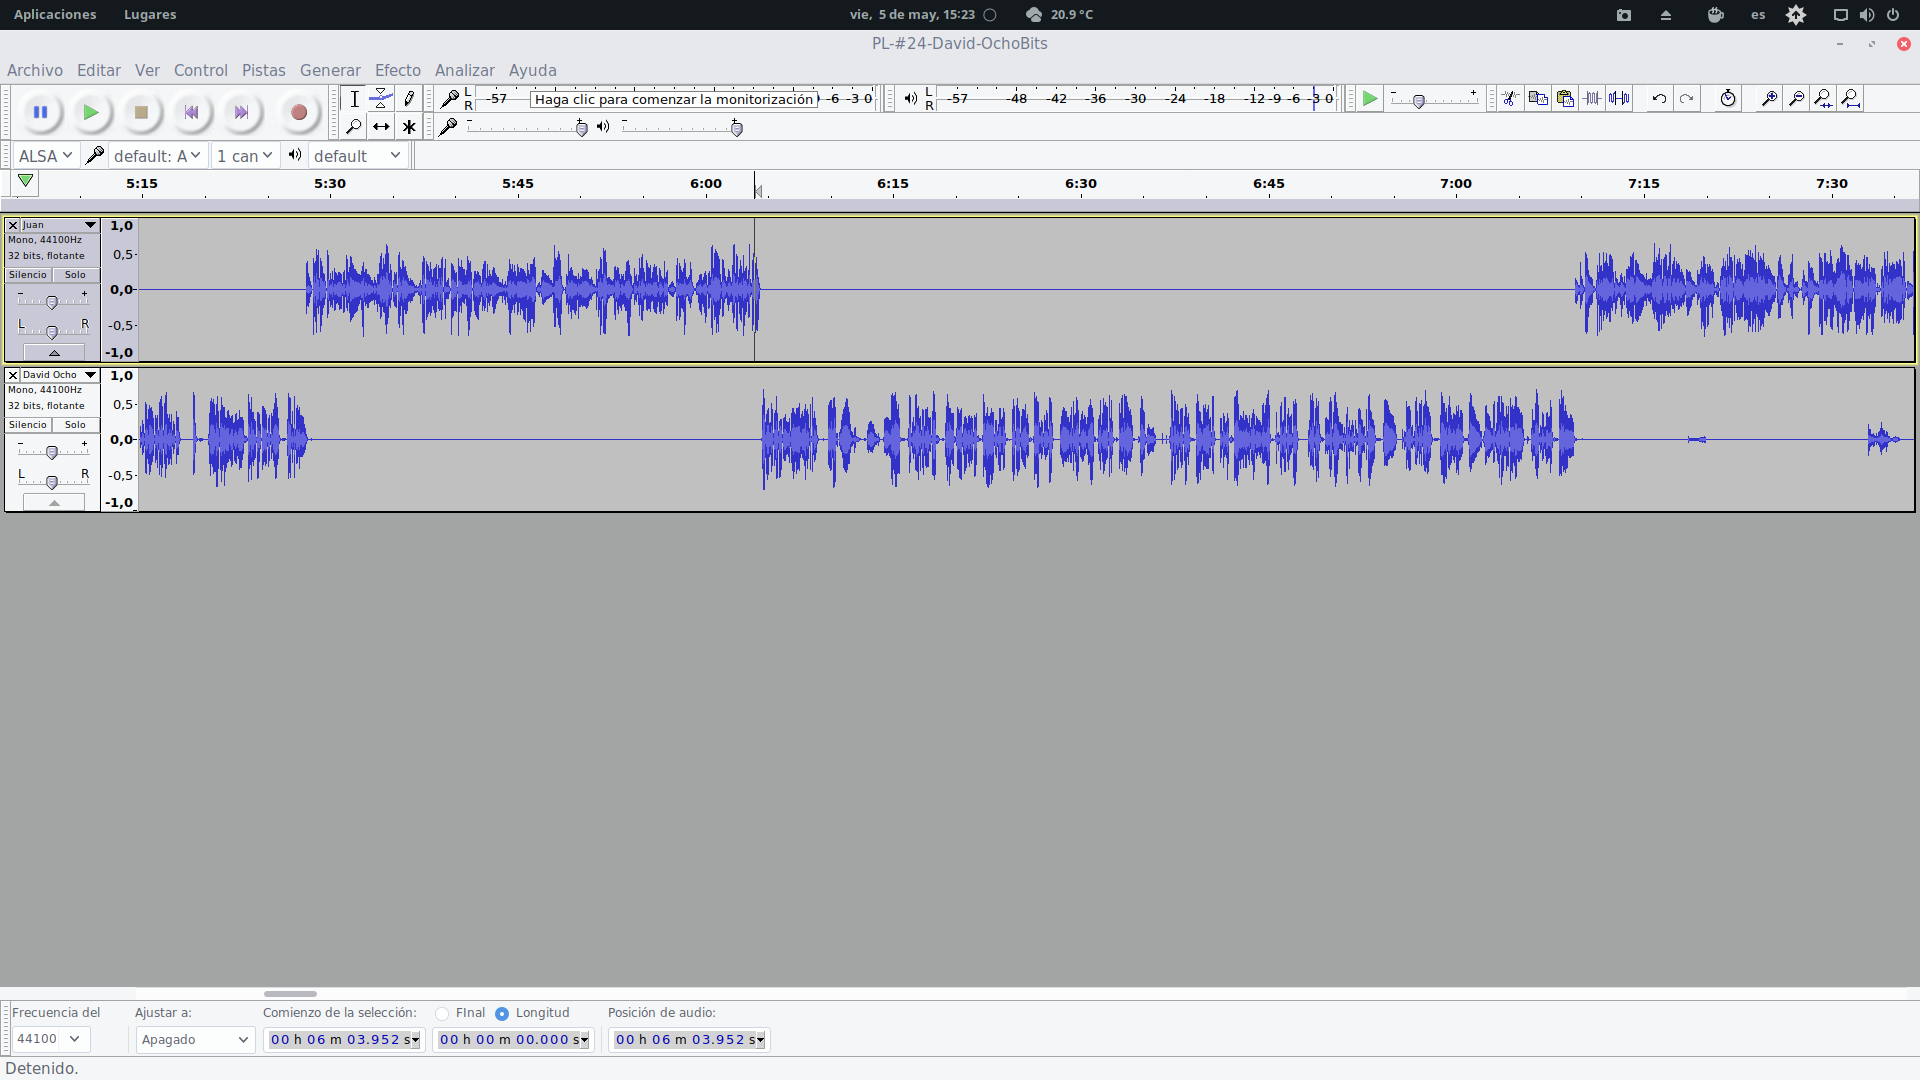 Aplicaciones Lugares vie, 5 de may, 15:23 20.9 °C es
PL-#24-David-OchoBits
Archivo Editar Ver Control Pistas Generar Efecto Analizar Ayuda
L R -57 Haga clic para comenzar la monitorización -6 -3 0 L R -57 -48 -42 -36 -30 -24 -18 -12 -9 -6 -3 0
ALSA default: A 1 can default
5:15 5:30 5:45 6:00 6:15 6:30 6:45 7:00 7:15 7:30
Juan 1,0
Mono, 44100Hz
32 bits, flotante 0,5
Silencio Solo
- + 0,0
L R -0,5
-1,0
David Ocho 1,0
Mono, 44100Hz
32 bits, flotante 0,5
Silencio Solo
- + 0,0
L R -0,5
-1,0
Frecuencia del Ajustar a: Comienzo de la selección: FInal Longitud Posición de audio:
44100 Apagado 00 h 06 m 03.952 s 00 h 00 m 00.000 s 00 h 06 m 03.952 s
Detenido.